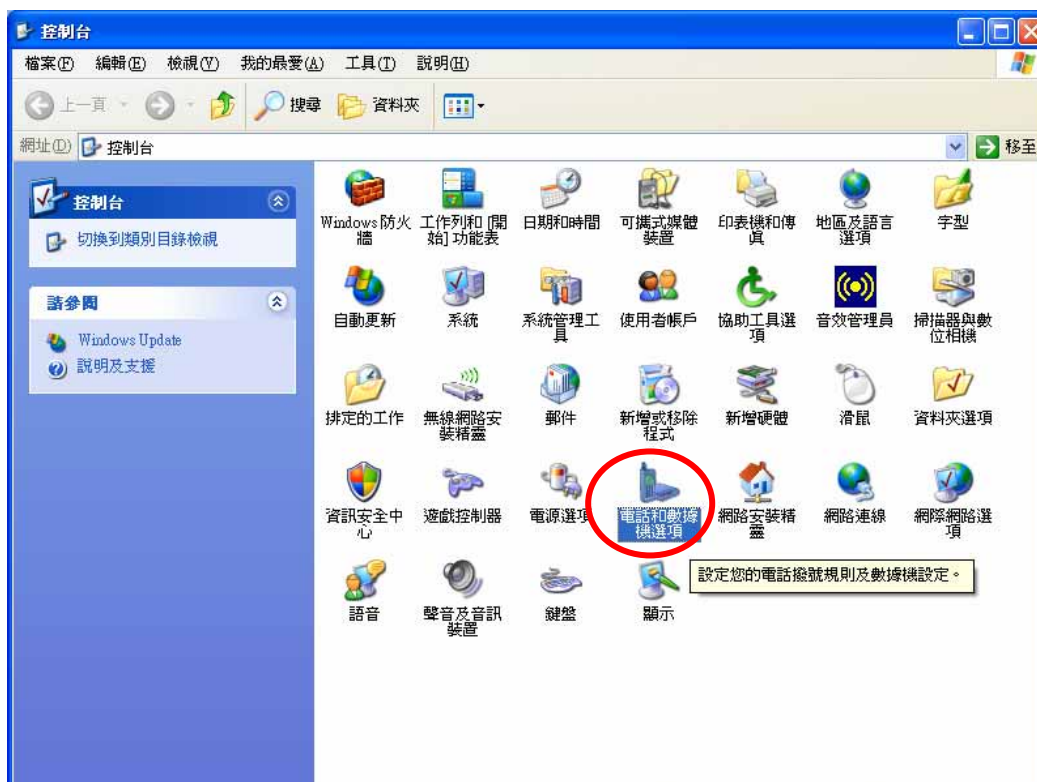 控制台
檔案(F) 編輯(E) 檢視(V) 我的最愛(A) 工具(T) 說明(H)
上一頁 搜尋 資料夾
網址(D) 控制台 移至
控制台
切換到類別目錄檢視
請參閱
Windows Update
說明及支援
Windows 防火 工作列和 [開 日期和時間 可攜式媒體 印表機和傳 地區及語言 字型
牆 始] 功能表 裝置 真 選項
自動更新 系統 系統管理工 使用者帳戶 協助工具選 音效管理員 掃描器與數
具 項 位相機
排定的工作 無線網路安 郵件 新增或移除 新增硬體 滑鼠 資料夾選項
裝精靈 程式
資訊安全中 遊戲控制器 電源選項 電話和數據 網路安裝精 網路連線 網際網路選
心 機選項 靈 項
設定您的電話撥號規則及數據機設定。
語音 聲音及音訊 鍵盤 顯示
裝置